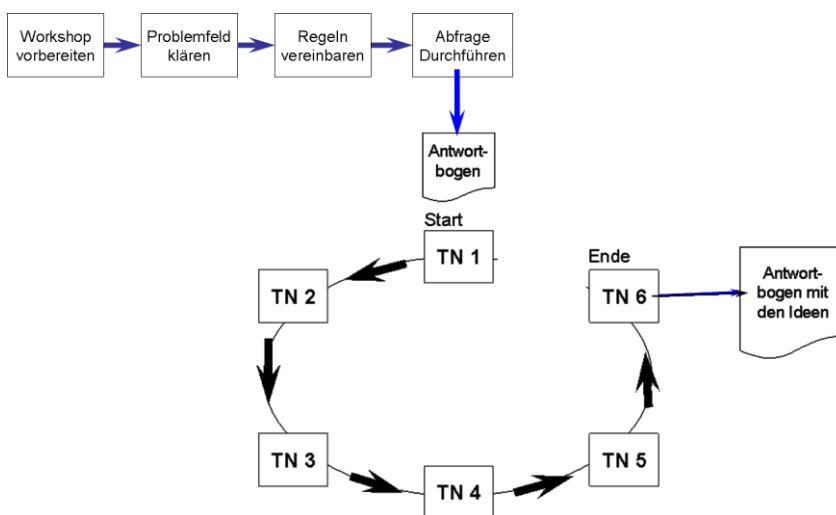 Workshop
vorbereiten
Problemfeld
klären
Regeln
vereinbaren
Abfrage
Durchführen
Antwort-
bogen
Start
TN 1
TN 2
TN 3
TN 4
TN 5
Ende
TN 6
Antwort-
bogen mit
den Ideen